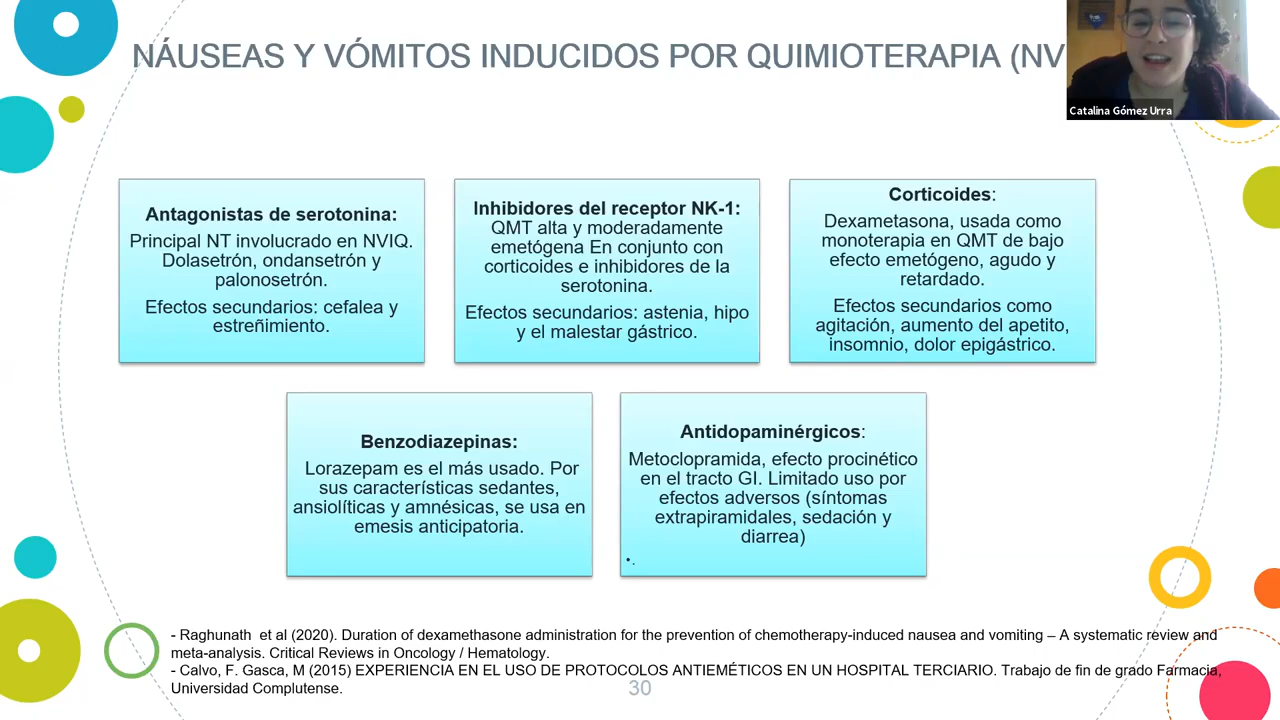 NÁUSEAS Y VÓMITOS INDUCIDOS POR QUIMIOTERAPIA (NV
Catalina Gómez Urra
Antagonistas de serotonina:
Principal NT involucrado en NVIQ.
Dolasetrón, ondansetrón y
palonosetrón.
Efectos secundarios: cefalea y
estreñimiento.
Inhibidores del receptor NK-1:
QMT alta y moderadamente
emetógena En conjunto con
corticoides e inhibidores de la
serotonina.
Efectos secundarios: astenia, hipo
y el malestar gástrico.
Corticoides:
Dexametasona, usada como
monoterapia en QMT de bajo
efecto emetógeno, agudo y
retardado.
Efectos secundarios como
agitación, aumento del apetito,
insomnio, dolor epigástrico.
Benzodiazepinas:
Lorazepam es el más usado. Por
sus características sedantes,
ansiolíticas y amnésicas, se usa en
emesis anticipatoria.
Antidopaminérgicos:
Metoclopramida, efecto procinético
en el tracto GI. Limitado uso por
efectos adversos (síntomas
extrapiramidales, sedación y
diarrea)
•.
- Raghunath et al (2020). Duration of dexamethasone administration for the prevention of chemotherapy-induced nausea and vomiting – A systematic review and
meta-analysis. Critical Reviews in Oncology / Hematology.
- Calvo, F. Gasca, M (2015) EXPERIENCIA EN EL USO DE PROTOCOLOS ANTIEMÉTICOS EN UN HOSPITAL TERCIARIO. Trabajo de fin de grado Farmacia,
Universidad Complutense.
30